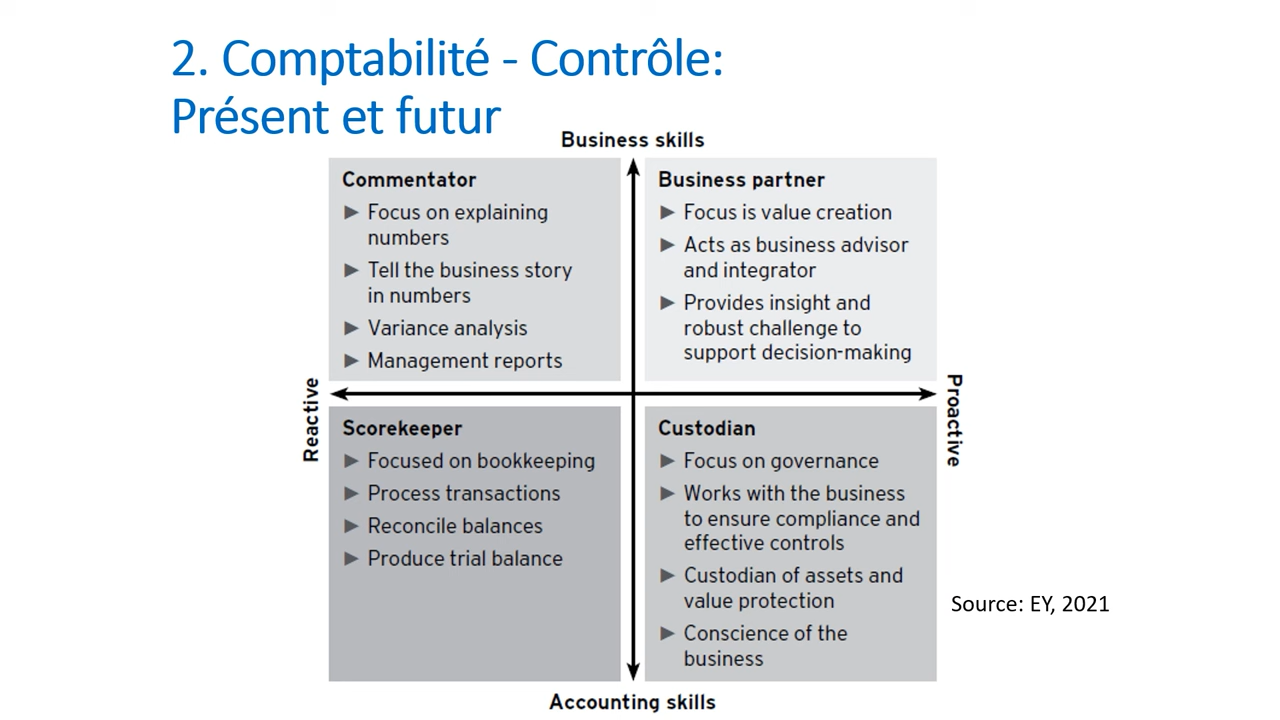 2. Comptabilité - Contrôle:
Présent et futur
Business skills
Commentator
► Focus on explaining
numbers
► Tell the business story
in numbers
► Variance analysis
► Management reports
Business partner
► Focus is value creation
► Acts as business advisor
and integrator
► Provides insight and
robust challenge to
support decision-making
Reactive
Proactive
Scorekeeper
► Focused on bookkeeping
► Process transactions
► Reconcile balances
► Produce trial balance
Custodian
► Focus on governance
► Works with the business
to ensure compliance and
effective controls
► Custodian of assets and
value protection
► Conscience of the
business
Source: EY, 2021
Accounting skills